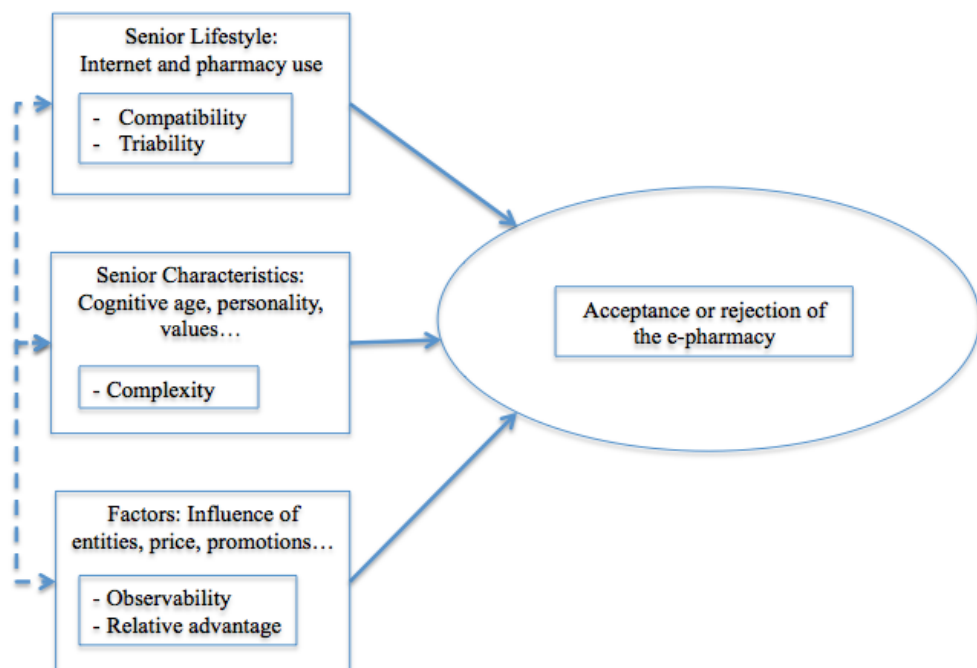 Senior Lifestyle:
Internet and pharmacy use
- Compatibility
- Triability
Senior Characteristics:
Cognitive age, personality,
values…
- Complexity
Factors: Influence of
entities, price, promotions…
- Observability
- Relative advantage
Acceptance or rejection of
the e-pharmacy